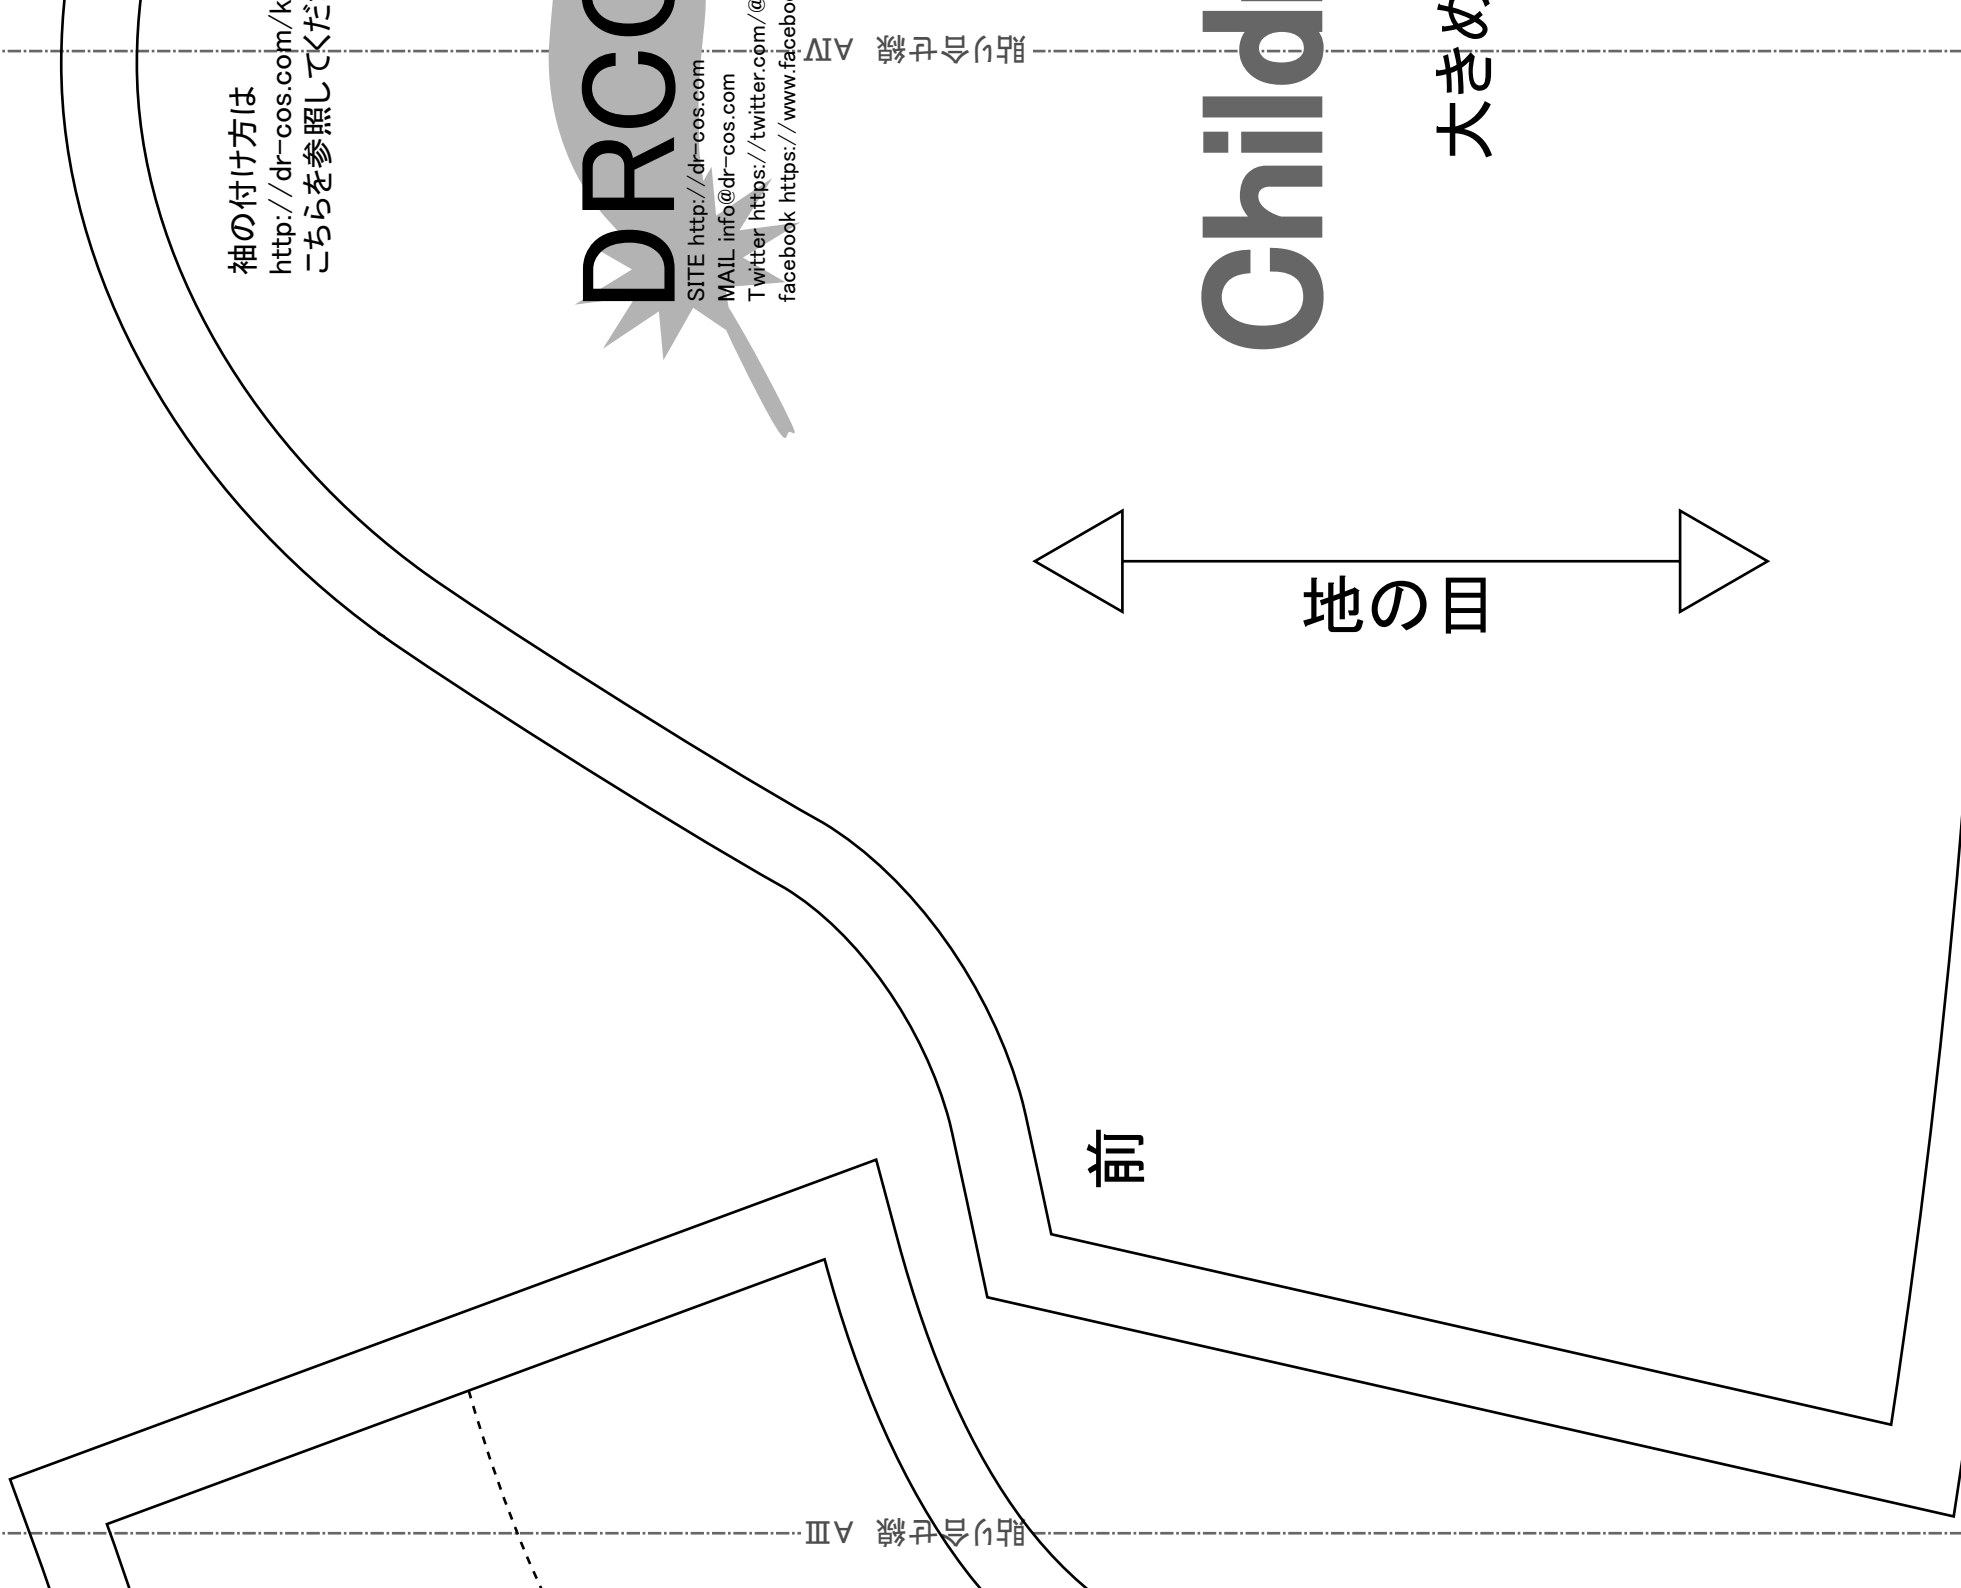 貼り合せ線 AⅣ
袖の付け方は
http://dr-cos.com/k
こちらを参照してくだ
DRCO
SITE http://dr-cos.com
MAIL info@dr-cos.com
Twitter https://twitter.com/@
facebook https://www.facebo
Child
大きめ
地の目
前
貼り合せ線 AⅢ